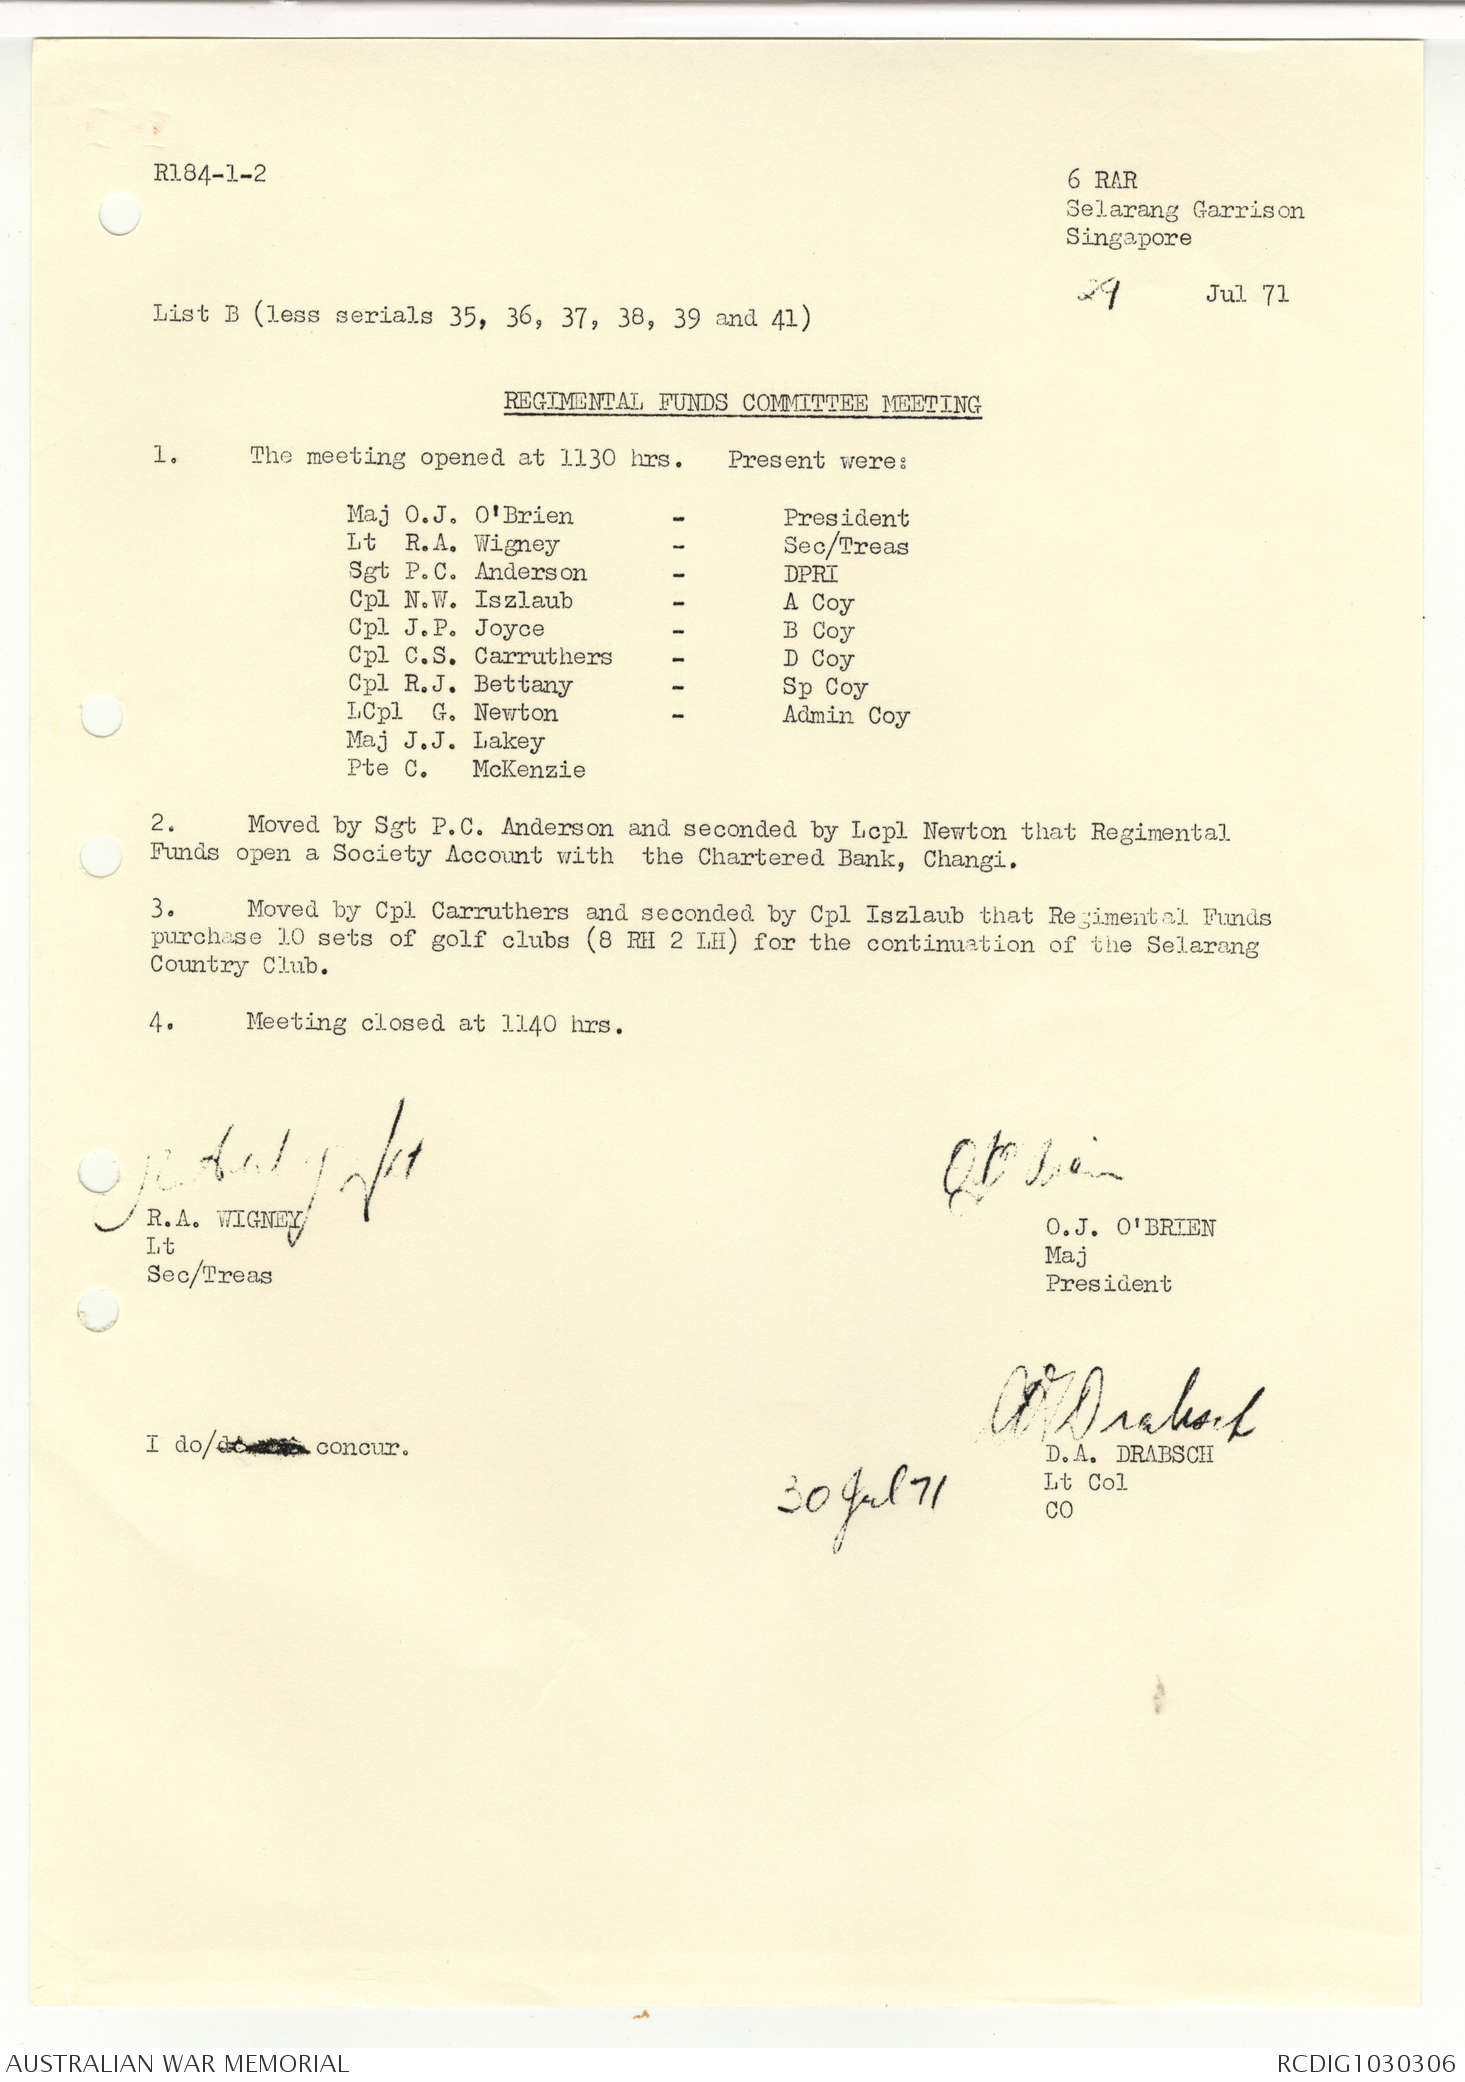 R184-1-2
6 RAR
Selarang Garrison
Singapore
29 Jul 71
List B (less serials 35, 36, 37, 38, 39 and 41)
REGIMENTAL FUNDS COMMITTEE MEETING
1. The meeting opened at 1130 hrs. Present were:
Maj O.J. O'Brien - President
Lt R.A. Wigney - Sec/Treas
Sgt P.C. Anderson - DPRI
Cpl N.W. Iszlaub - A Coy
Cpl J.P. Joyce - B Coy
Cpl C.S. Carruthers - D Coy
Cpl R.J. Bettany - Sp Coy
LCpl G. Newton - Admin Coy
Maj J.J. Lakey
Pte C. McKenzie
2. Moved by Sgt P.C. Anderson and seconded by Lcpl Newton that Regimental
Funds open a Society Account with the Chartered Bank, Changi.
3. Moved by Cpl Carruthers and seconded by Cpl Iszlaub that Regimental Funds
purchase 10 sets of golf clubs (8 RH 2 LH) for the continuation of the Selarang
Country Club.
4. Meeting closed at 1140 hrs.
R.A. WIGNEY
Lt
Sec/Treas
O.J. O'BRIEN
Maj
President
I do/ concur.
DADrabsch
D.A. DRABSCH
Lt Col
CO
30 Jul 71
AUSTRALIAN WAR MEMORIAL
RCDIG1030306